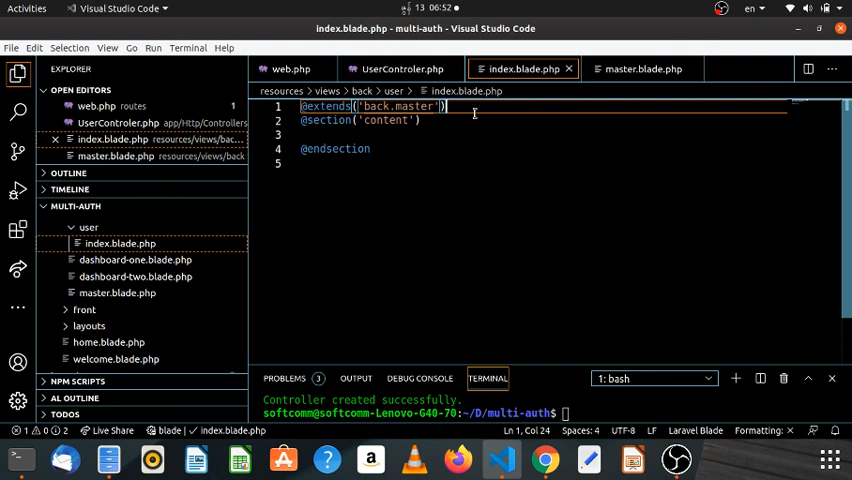 Activities Visual Studio Code 13 06:52 en
index.blade.php - multi-auth - Visual Studio Code
File Edit Selection View Go Run Terminal Help
EXPLORER
web.php UserControler.php index.blade.php master.blade.php
resources > views > back > user > index.blade.php
OPEN EDITORS
web.php routes 1
UserControler.php app/Http/Controllers
index.blade.php resources/views/bac...
master.blade.php resources/views/back
OUTLINE
TIMELINE
MULTI-AUTH
user
index.blade.php
dashboard-one.blade.php
dashboard-two.blade.php
master.blade.php
front
layouts
home.blade.php
welcome.blade.php
NPM SCRIPTS
AL OUTLINE
TODOS
1 @extends('back.master')
2 @section('content')
3
4 @endsection
5
PROBLEMS 3 OUTPUT DEBUG CONSOLE TERMINAL 1: bash
Controller created successfully.
softcomm@softcomm-Lenovo-G40-70:~/D/multi-auth$
1 0 2 Live Share blade index.blade.php Ln 1, Col 24 Spaces: 4 UTF-8 LF Laravel Blade Formatting: